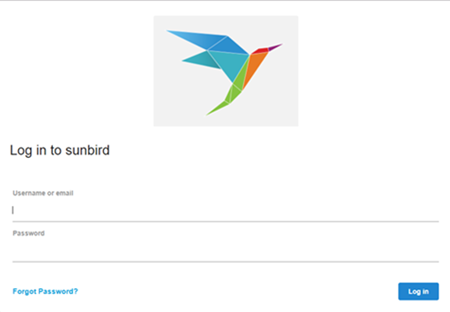 Log in to sunbird
Username or email
Password
Forgot Password?
Log in